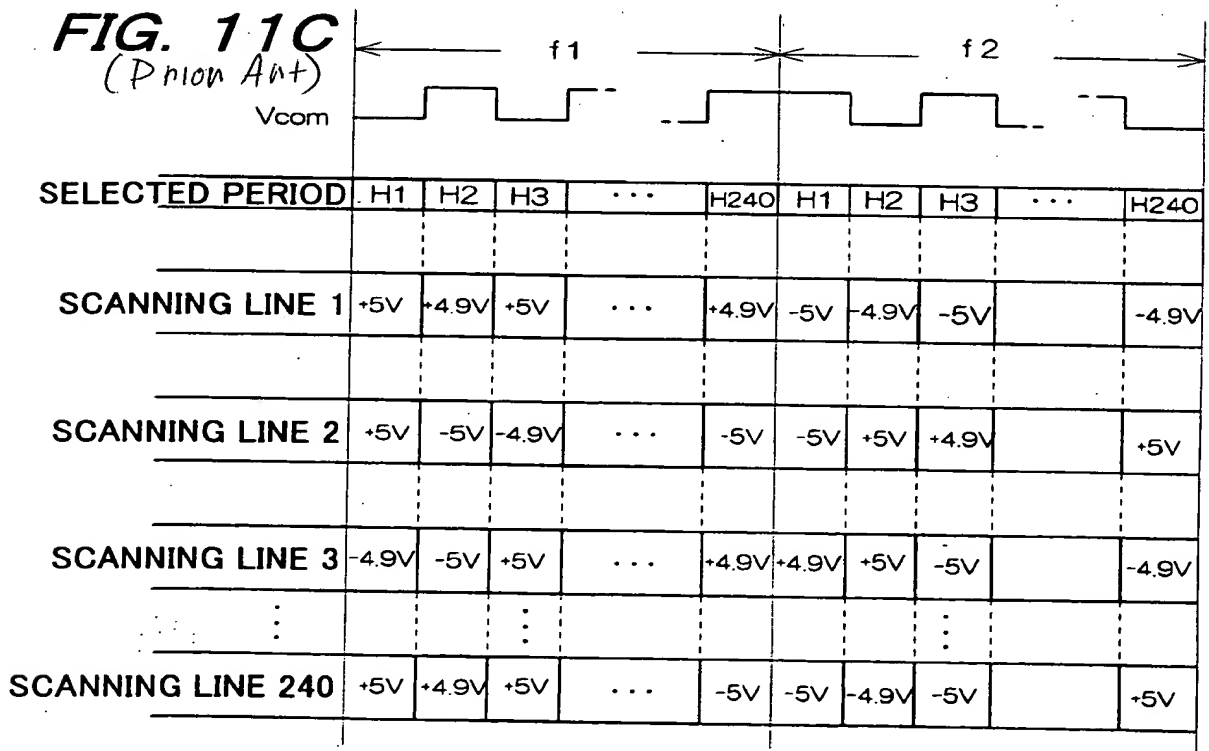 FIG. 11C
(Prior Art)
f1 f2
Vcom
SELECTED PERIOD H1 H2 H3 ... H240 H1 H2 H3 ... H240
SCANNING LINE 1 +5V +4.9V +5V ... +4.9V -5V -4.9V -5V -4.9V
SCANNING LINE 2 +5V -5V -4.9V ... -5V -5V +5V +4.9V +5V
SCANNING LINE 3 -4.9V -5V +5V ... +4.9V +4.9V +5V -5V -4.9V
SCANNING LINE 240 +5V +4.9V +5V ... -5V -5V -4.9V -5V +5V